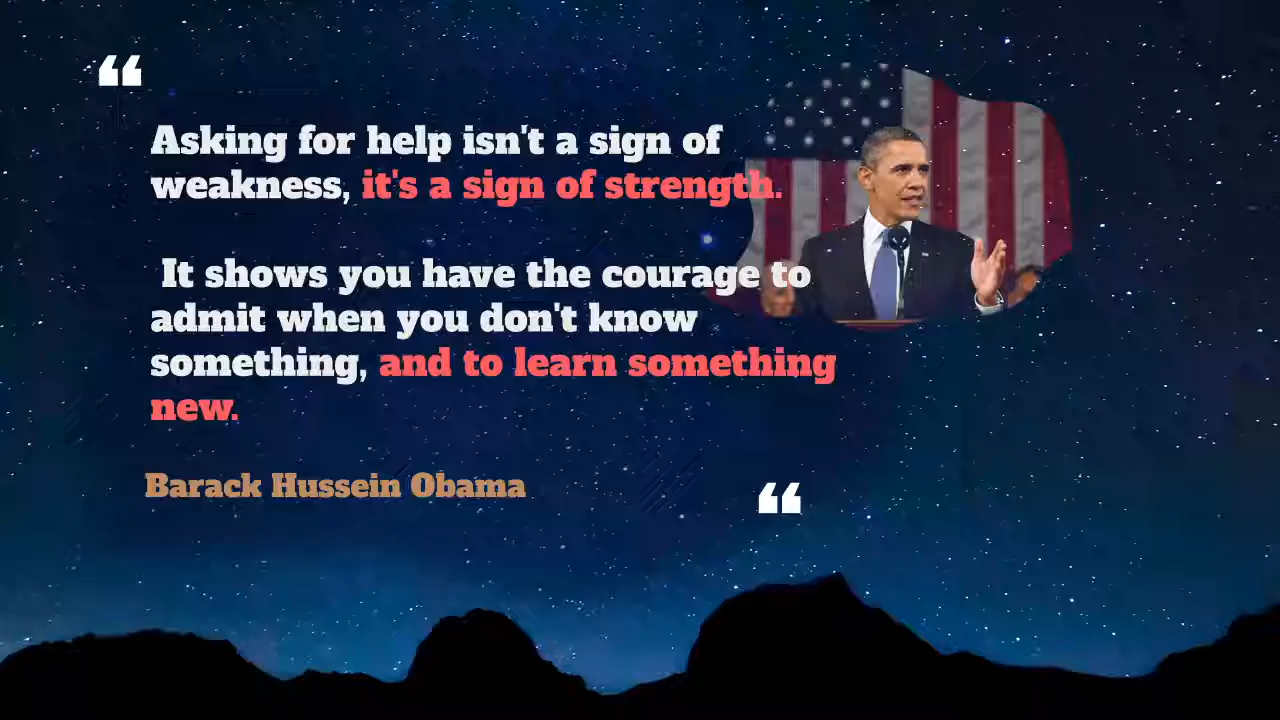 ❝
Asking for help isn't a sign of
weakness, it's a sign of strength.
It shows you have the courage to
admit when you don't know
something, and to learn something
new.
Barack Hussein Obama
❝